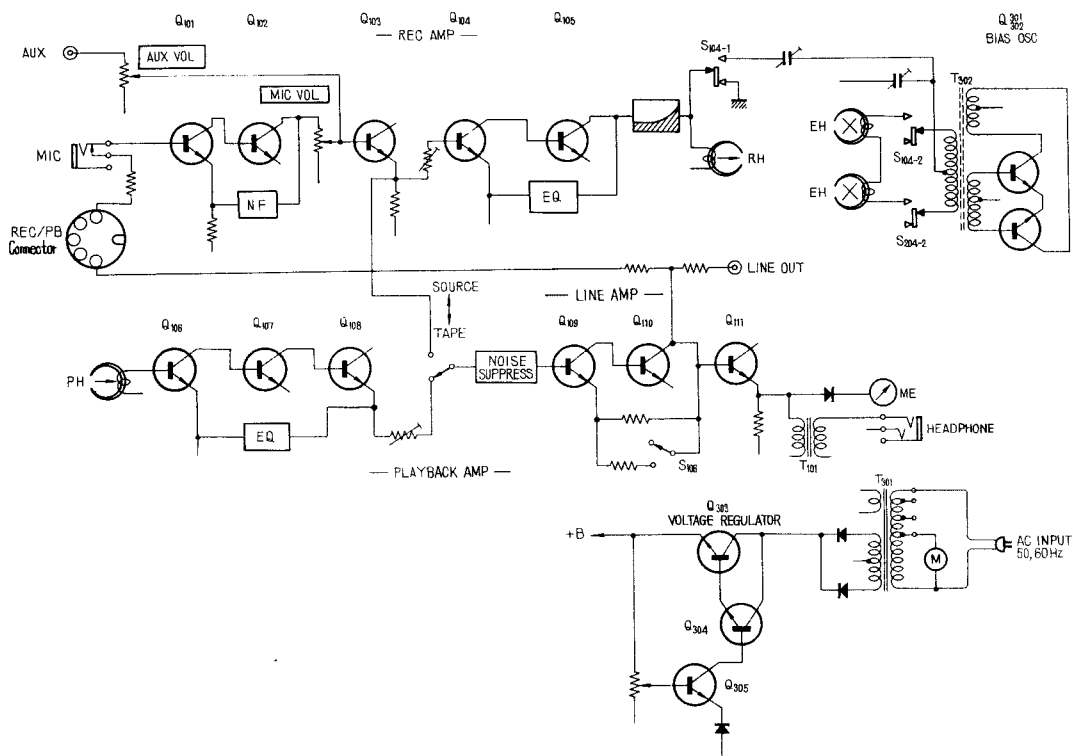 Q101
Q102
Q103
Q104
Q105
Q301
302
BIAS OSC
— REC AMP —
AUX
AUX VOL
MIC VOL
S104-1
T302
MIC
NF
EQ
RH
EH
S104-2
EH
S204-2
REC/PB
Connector
LINE OUT
SOURCE
TAPE
— LINE AMP —
Q106
Q107
Q108
Q109
Q110
Q111
PH
NOISE
SUPPRESS
ME
EQ
S106
HEADPHONE
T101
— PLAYBACK AMP —
Q303
VOLTAGE REGULATOR
T301
+B
M
AC INPUT
50,60Hz
Q304
Q305